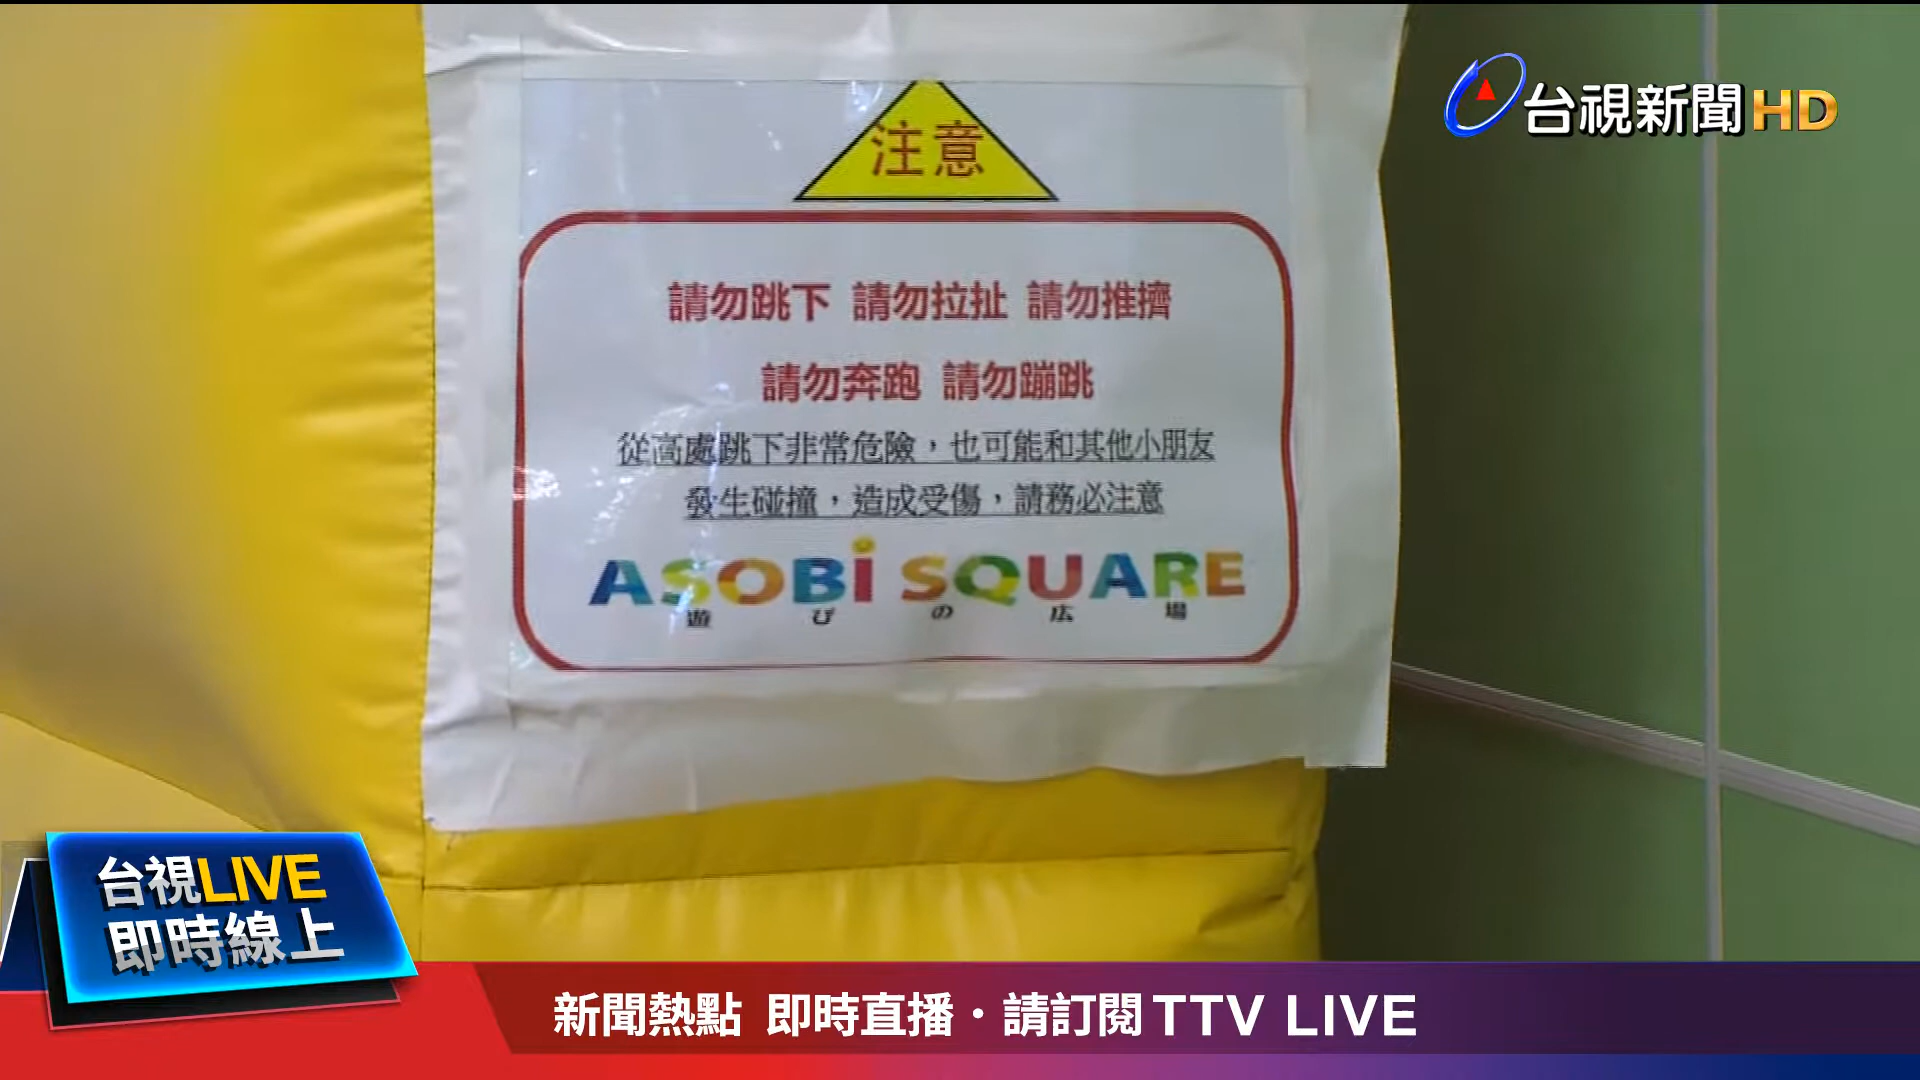 台視新聞HD
注意
請勿跳下 請勿拉扯 請勿推擠
請勿奔跑 請勿蹦跳
從高處跳下非常危險，也可能和其他小朋友
發生碰撞，造成受傷，請務必注意
ASOBi SQUARE
遊びの広場
台視LIVE
即時線上
新聞熱點 即時直播・請訂閱TTV LIVE